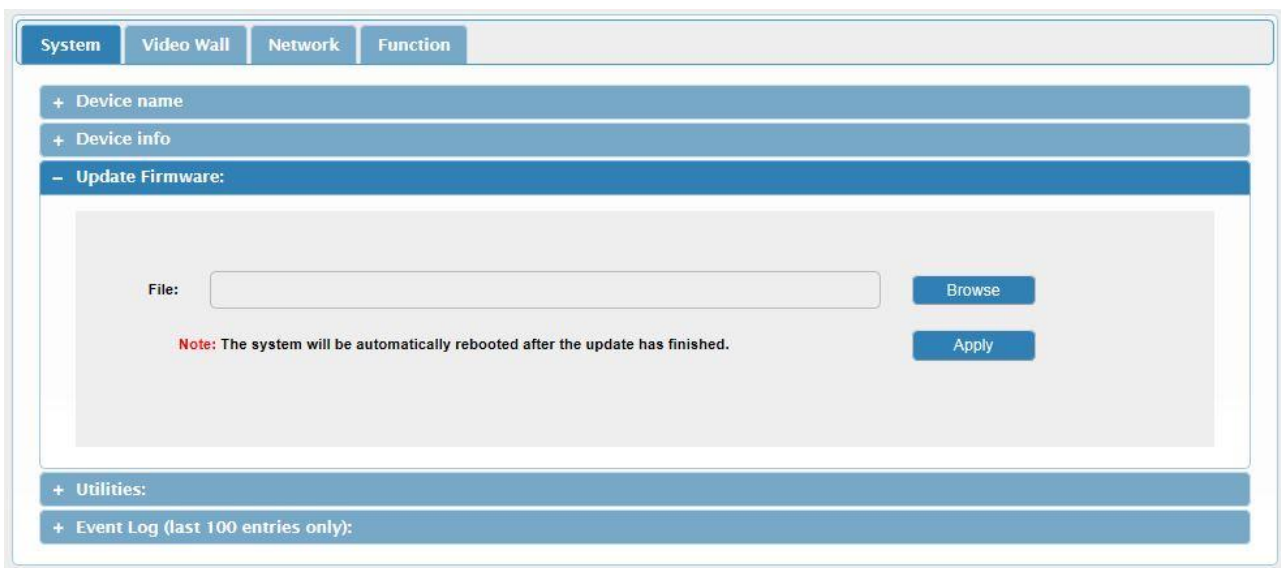 System Video Wall Network Function
+ Device name
+ Device info
– Update Firmware:
File: Browse
Note: The system will be automatically rebooted after the update has finished. Apply
+ Utilities:
+ Event Log (last 100 entries only):